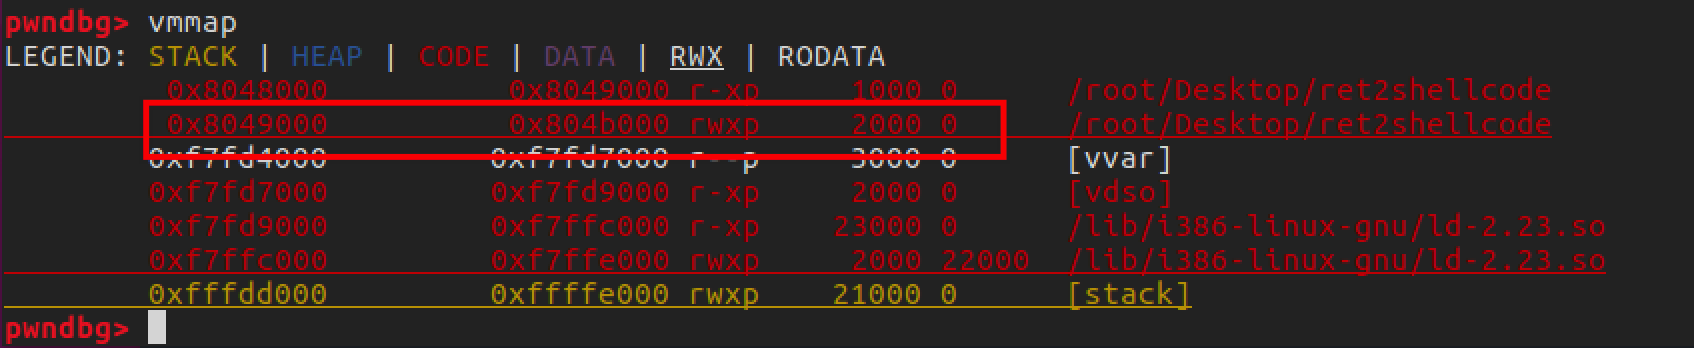 pwndbg> vmmap
LEGEND: STACK | HEAP | CODE | DATA | RWX | RODATA
0x8048000 0x8049000 r-xp 1000 0 /root/Desktop/ret2shellcode
0x8049000 0x804b000 rwxp 2000 0 /root/Desktop/ret2shellcode
0xf7fd4000 0xf7fd7000 r--p 3000 0 [vvar]
0xf7fd7000 0xf7fd9000 r-xp 2000 0 [vdso]
0xf7fd9000 0xf7ffc000 r-xp 23000 0 /lib/i386-linux-gnu/ld-2.23.so
0xf7ffc000 0xf7ffe000 rwxp 2000 22000 /lib/i386-linux-gnu/ld-2.23.so
0xfffdd000 0xffffe000 rwxp 21000 0 [stack]
pwndbg>